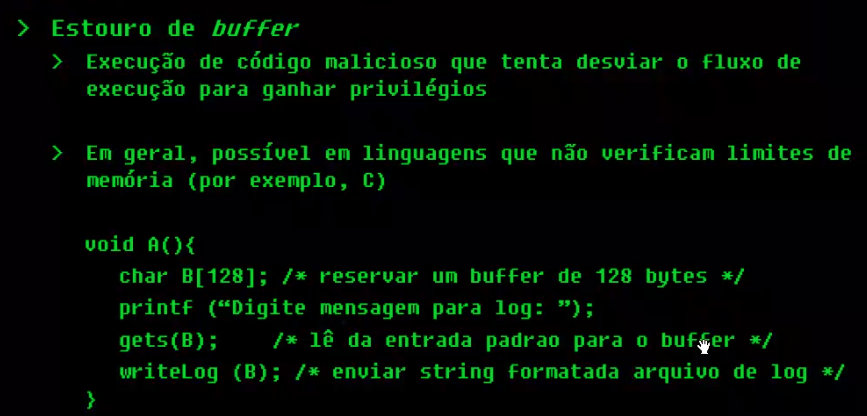 > Estouro de buffer
> Execução de código malicioso que tenta desviar o fluxo de
execução para ganhar privilégios
> Em geral, possível em linguagens que não verificam limites de
memória (por exemplo, C)
void A(){
char B[128]; /* reservar um buffer de 128 bytes */
printf (“Digite mensagem para log: ”);
gets(B); /* lê da entrada padrao para o buffer */
writeLog (B); /* enviar string formatada arquivo de log */
}